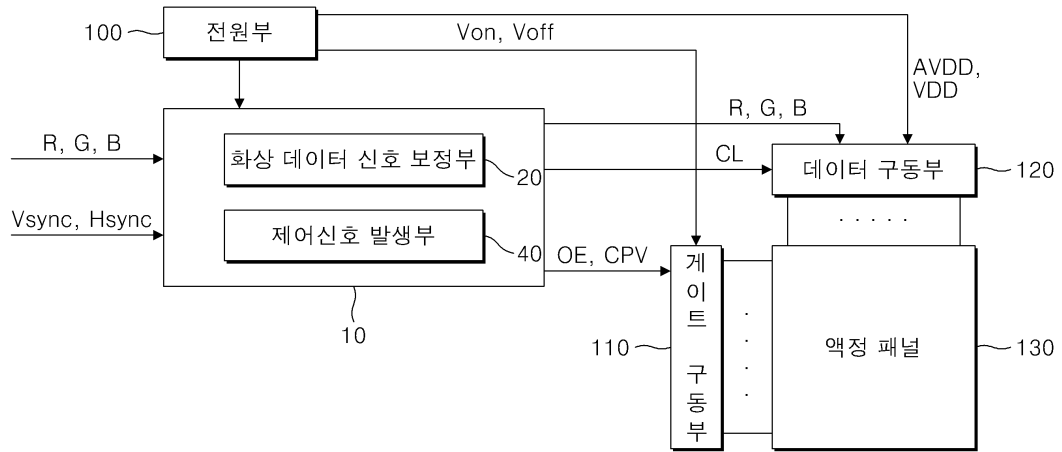 100
전원부
Von, Voff
AVDD,
VDD
R, G, B
R, G, B
화상 데이터 신호 보정부
20
CL
데이터 구동부
120
Vsync, Hsync
제어신호 발생부
40
OE, CPV
10
게이트 구동부
110
액정 패널
130